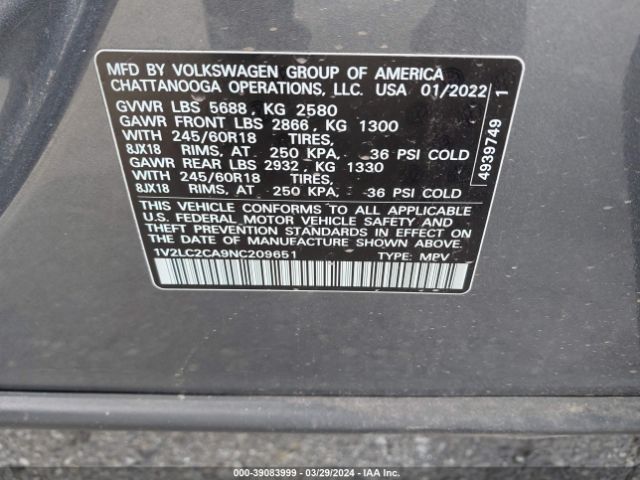 MFD BY VOLKSWAGEN GROUP OF AMERICA
CHATTANOOGA OPERATIONS, LLC. USA 01/2022
GVWR LBS 5688 , KG 2580
GAWR FRONT LBS 2866 , KG 1300
WITH 245/60R18 TIRES,
8JX18 RIMS, AT 250 KPA, 36 PSI COLD
GAWR REAR LBS 2932 , KG 1330
WITH 245/60R18 TIRES,
8JX18 RIMS, AT 250 KPA, 36 PSI COLD
THIS VEHICLE CONFORMS TO ALL APPLICABLE
U.S. FEDERAL MOTOR VEHICLE SAFETY AND
THEFT PREVENTION STANDARDS IN EFFECT ON
THE DATE OF MANUFACTURE SHOWN ABOVE.
1V2LC2CA9NC209651 TYPE: MPV
4939749 1
000-39083999 | 03/29/2024 | IAA Inc.